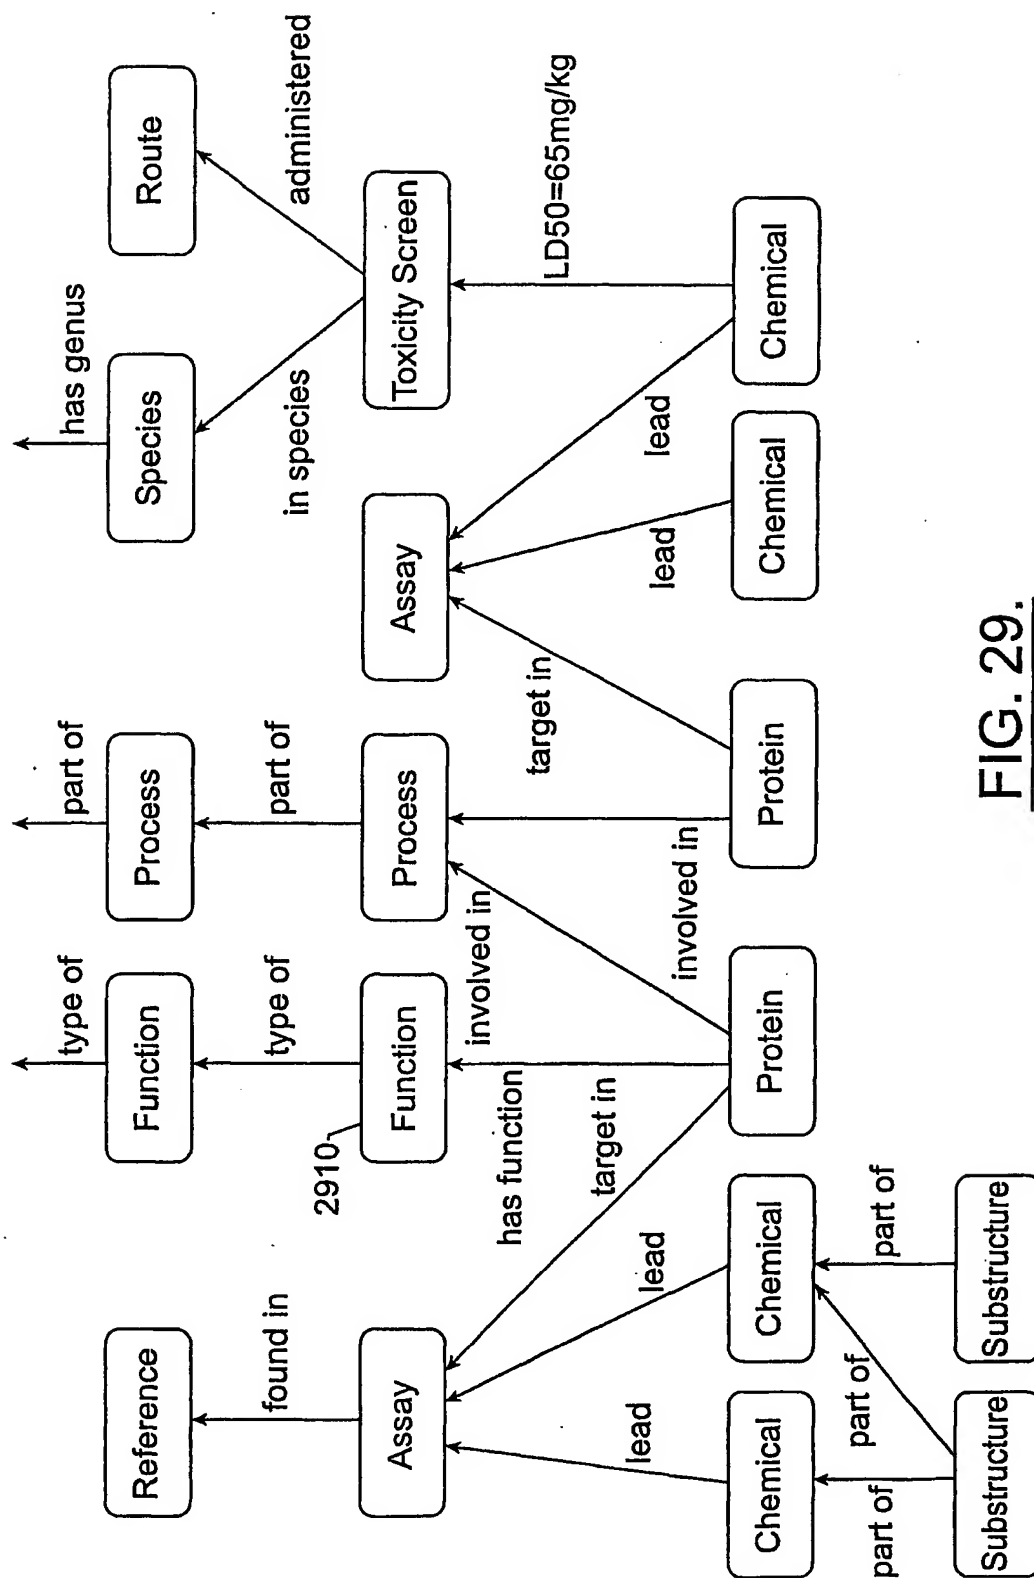 has genus
part of
type of
Route
Species
Process
Function
Reference
administered
in species
part of
type of
found in
2910
Toxicity Screen
Assay
Process
Function
Assay
LD50=65mg/kg
lead
lead
target in
involved in
involved in
has function
target in
lead
lead
Chemical
Chemical
Protein
Protein
Chemical
Chemical
part of
part of
part of
Substructure
Substructure
FIG. 29.